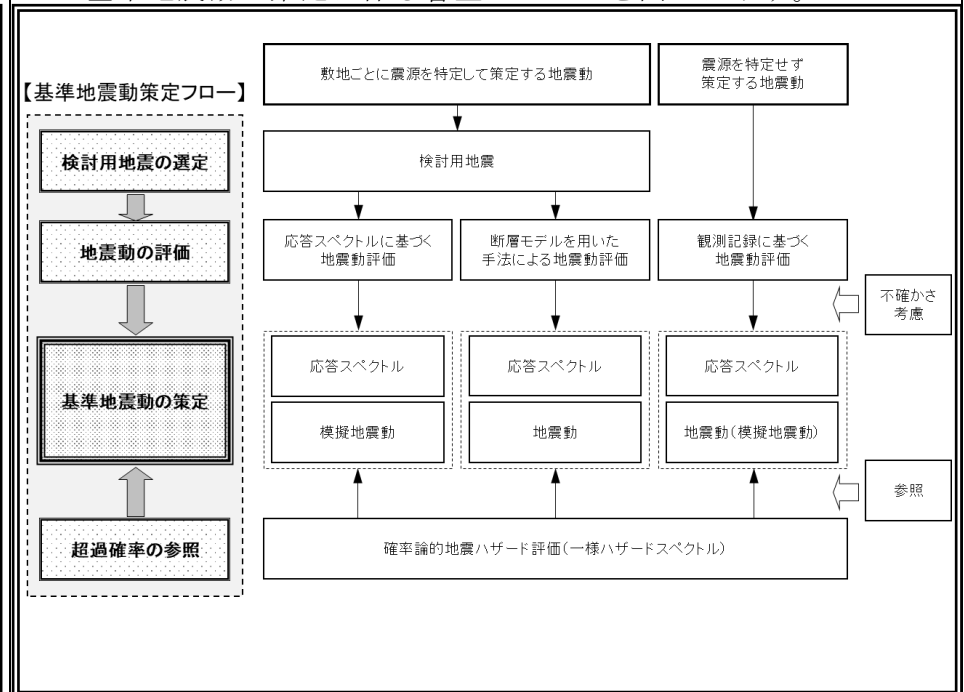 【基準地震動策定フロー】
検討用地震の選定
地震動の評価
基準地震動の策定
超過確率の参照
敷地ごとに震源を特定して策定する地震動
震源を特定せず
策定する地震動
検討用地震
応答スペクトルに基づく
地震動評価
断層モデルを用いた
手法による地震動評価
観測記録に基づく
地震動評価
不確かさ
考慮
応答スペクトル
模擬地震動
応答スペクトル
地震動
応答スペクトル
地震動(模擬地震動)
参照
確率論的地震ハザード評価(一様ハザードスペクトル)